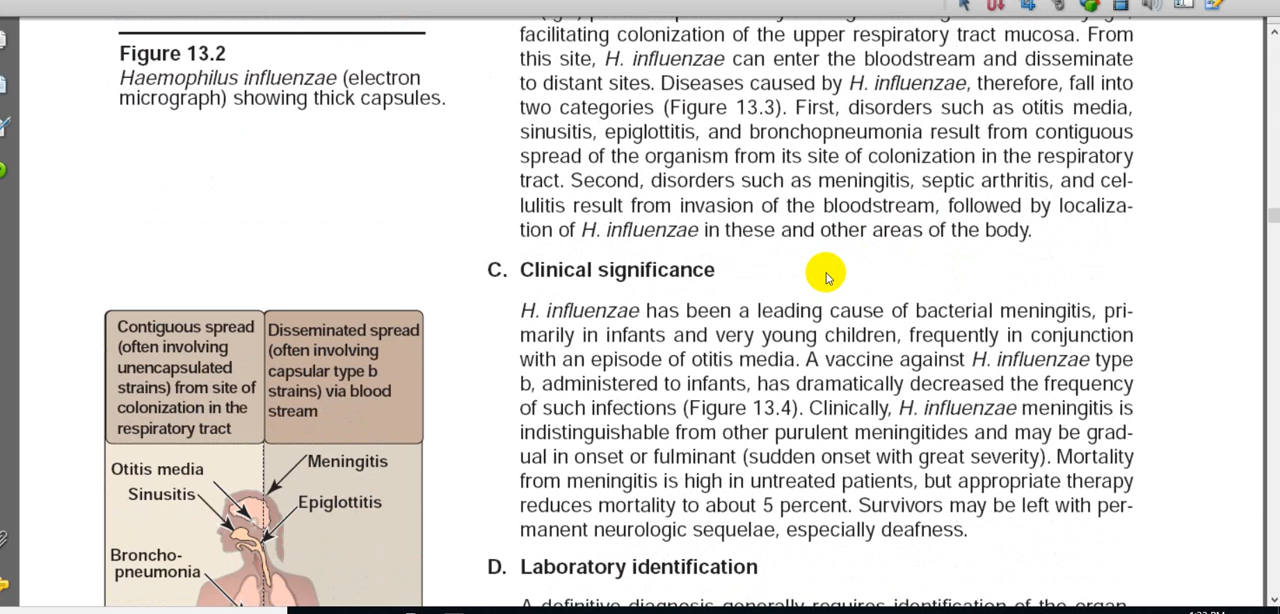 Figure 13.2
Haemophilus influenzae (electron
micrograph) showing thick capsules.
facilitating colonization of the upper respiratory tract mucosa. From
this site, H. influenzae can enter the bloodstream and disseminate
to distant sites. Diseases caused by H. influenzae, therefore, fall into
two categories (Figure 13.3). First, disorders such as otitis media,
sinusitis, epiglottitis, and bronchopneumonia result from contiguous
spread of the organism from its site of colonization in the respiratory
tract. Second, disorders such as meningitis, septic arthritis, and cel-
lulitis result from invasion of the bloodstream, followed by localiza-
tion of H. influenzae in these and other areas of the body.
C. Clinical significance
H. influenzae has been a leading cause of bacterial meningitis, pri-
marily in infants and very young children, frequently in conjunction
with an episode of otitis media. A vaccine against H. influenzae type
b, administered to infants, has dramatically decreased the frequency
of such infections (Figure 13.4). Clinically, H. influenzae meningitis is
indistinguishable from other purulent meningitides and may be grad-
ual in onset or fulminant (sudden onset with great severity). Mortality
from meningitis is high in untreated patients, but appropriate therapy
reduces mortality to about 5 percent. Survivors may be left with per-
manent neurologic sequelae, especially deafness.
D. Laboratory identification
A definitive diagnosis generally requires identification of the organ-
Contiguous spread
(often involving
unencapsulated
strains) from site of
colonization in the
respiratory tract
Disseminated spread
(often involving
capsular type b
strains) via blood
stream
Otitis media
Sinusitis
Broncho-
pneumonia
Meningitis
Epiglottitis